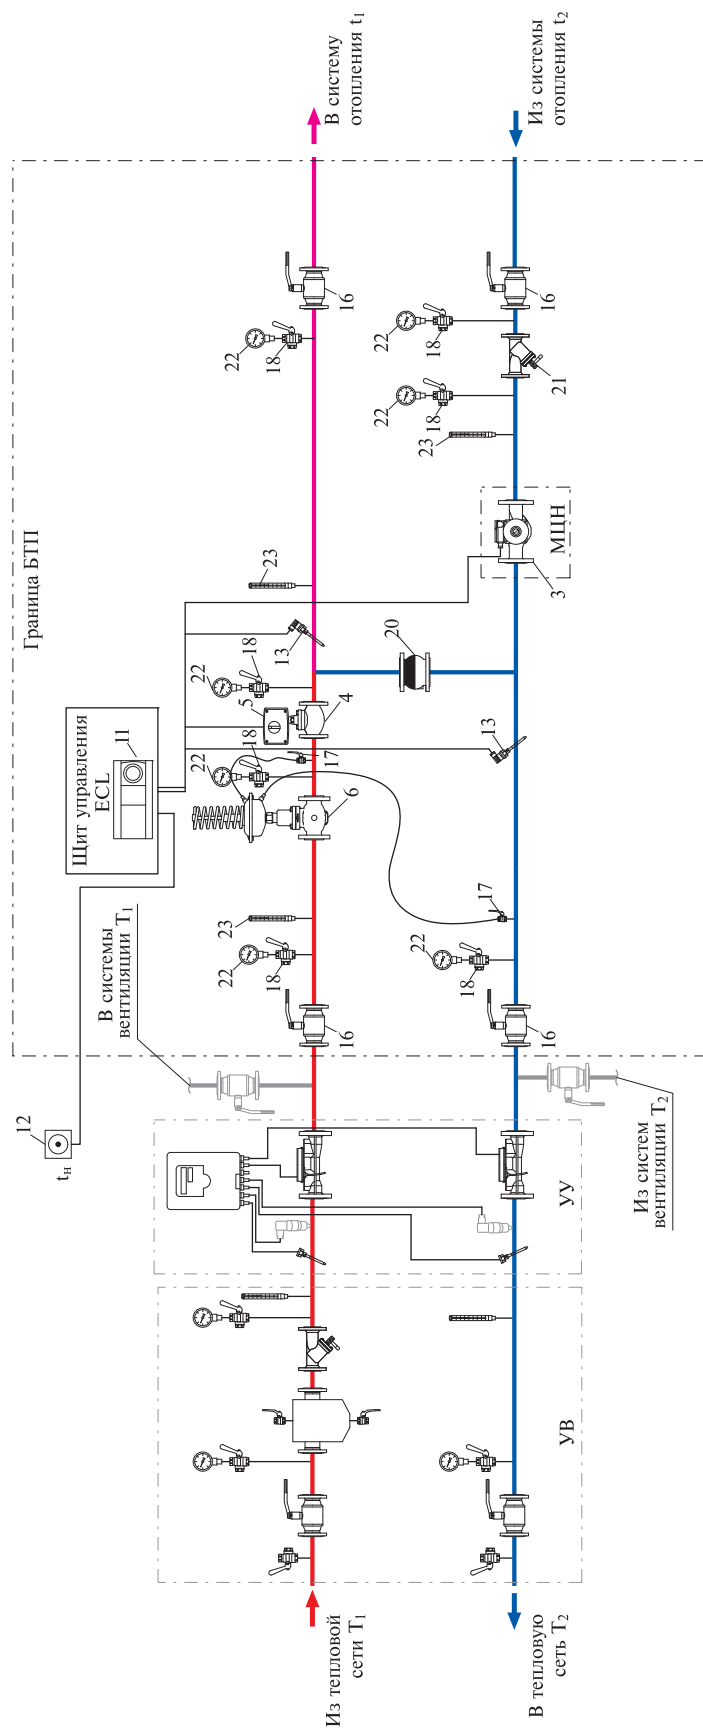 Граница БТП
Щит управления
ECL
11
12
tн
В системы
вентиляции T1
Из тепловой
сети T1
В тепловую
сеть T2
УВ
УУ
Из систем
вентиляции T2
16
22
18
23
6
22
18
17
5
4
22
18
13
23
22
18
16
В систему
отопления t1
16
22
18
17
13
20
3
МЦН
23
22
18
21
22
18
16
Из системы
отопления t2